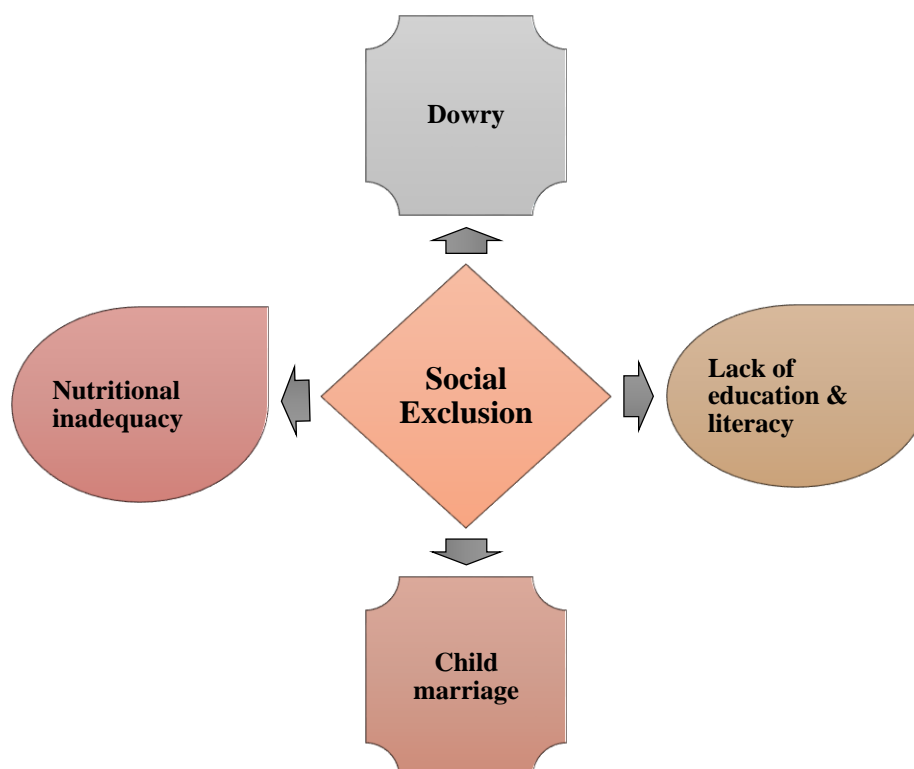 Dowry
Social
Exclusion
Nutritional
inadequacy
Lack of
education &
literacy
Child
marriage